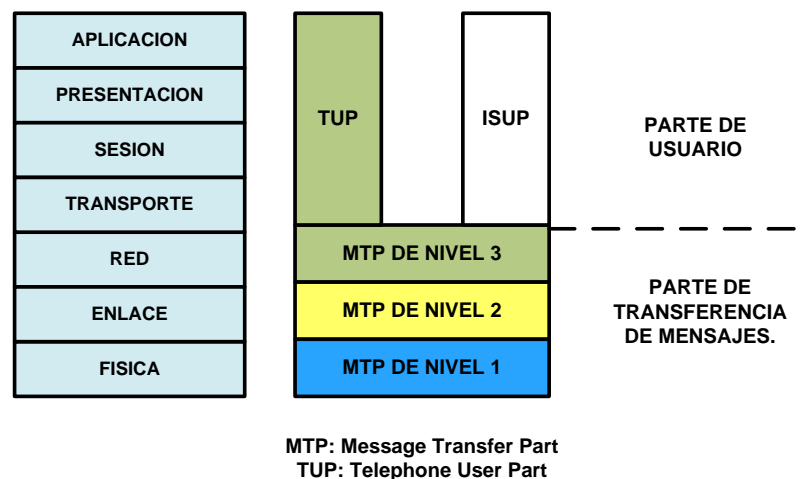 APLICACION
PRESENTACION
SESION
TRANSPORTE
RED
ENLACE
FISICA
TUP
ISUP
MTP DE NIVEL 3
MTP DE NIVEL 2
MTP DE NIVEL 1
PARTE DE
USUARIO
PARTE DE
TRANSFERENCIA
DE MENSAJES.
MTP: Message Transfer Part
TUP: Telephone User Part